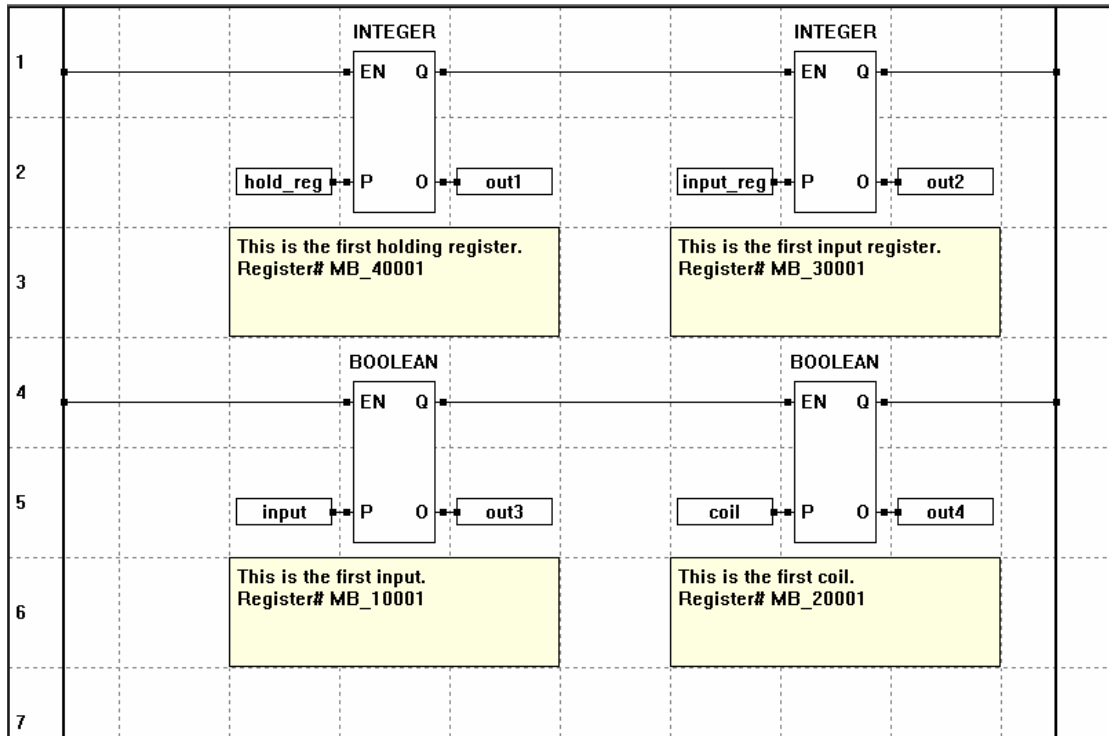 INTEGER INTEGER
1 EN Q EN Q
2 hold_reg P O out1 input_reg P O out2
This is the first holding register. This is the first input register.
Register# MB_40001 Register# MB_30001
3
BOOLEAN BOOLEAN
4 EN Q EN Q
5 input P O out3 coil P O out4
This is the first input. This is the first coil.
Register# MB_10001 Register# MB_20001
6
7